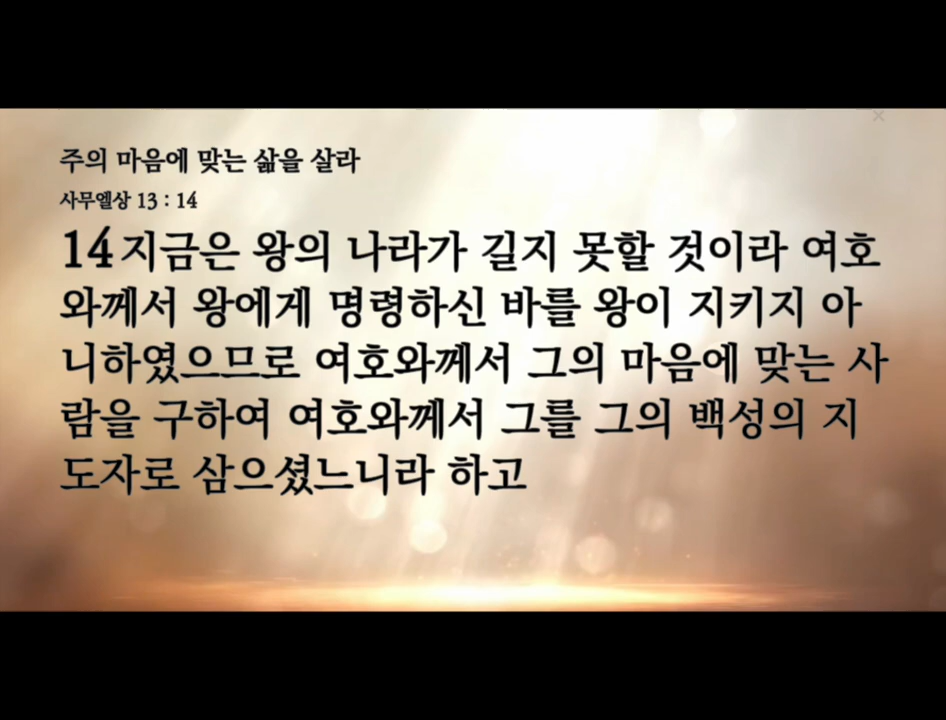 주의 마음에 맞는 삶을 살라
사무엘상 13 : 14
14 지금은 왕의 나라가 길지 못할 것이라 여호
와께서 왕에게 명령하신 바를 왕이 지키지 아
니하였으므로 여호와께서 그의 마음에 맞는 사
람을 구하여 여호와께서 그를 그의 백성의 지
도자로 삼으셨느니라 하고